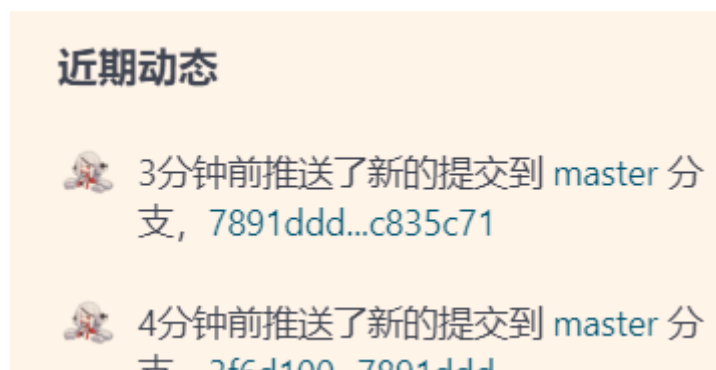 近期动态
3分钟前推送了新的提交到 master 分
支，7891ddd...c835c71
4分钟前推送了新的提交到 master 分